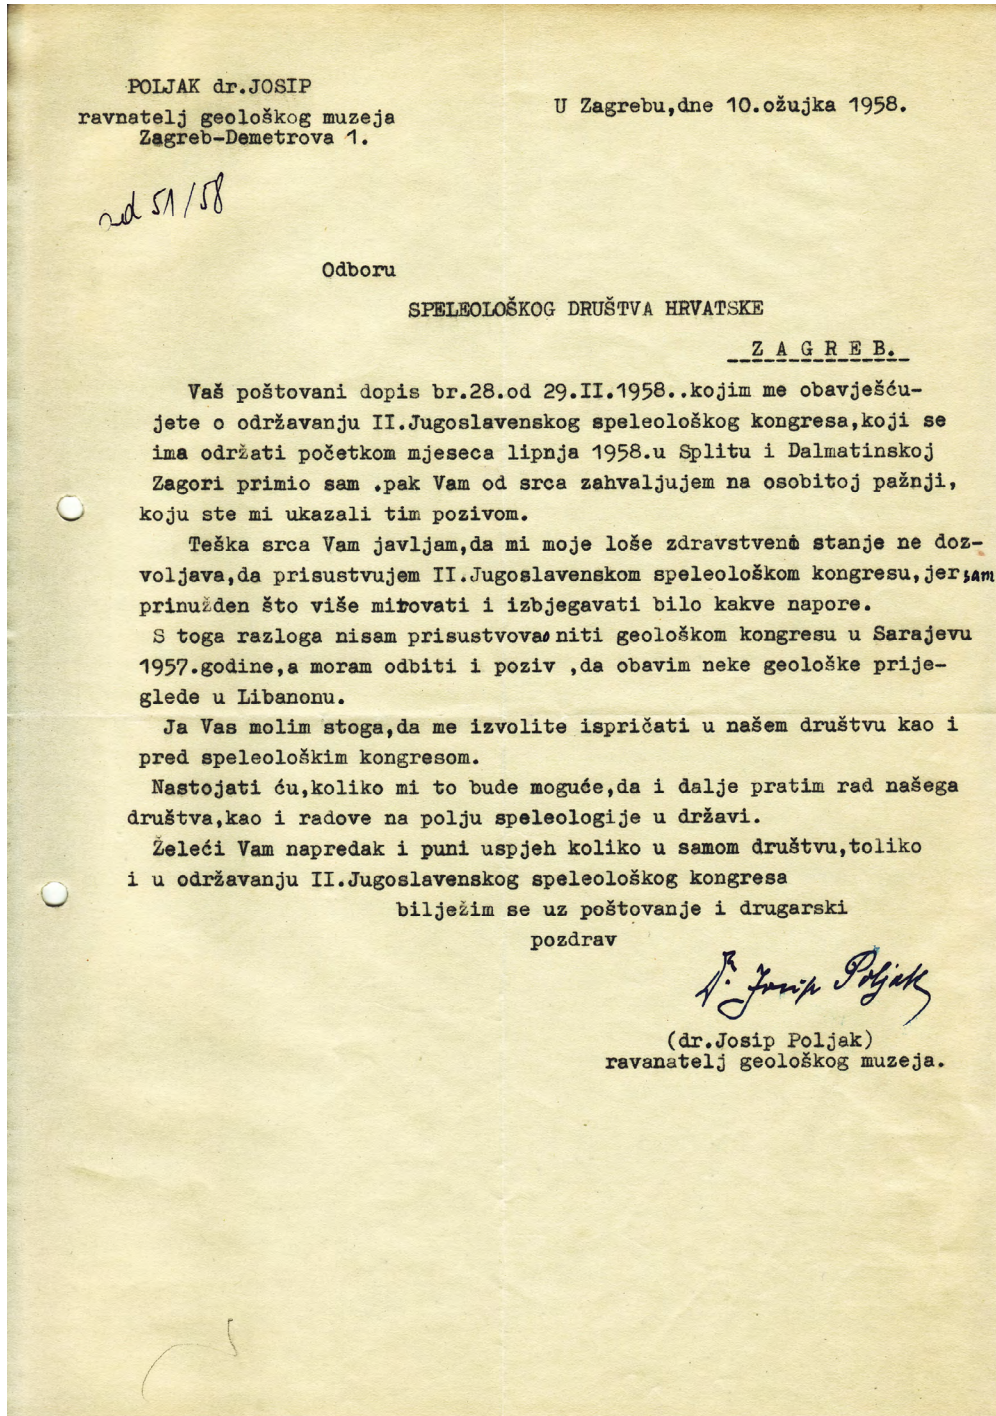 POLJAK dr.JOSIP
ravnatelj geološkog muzeja
Zagreb-Demetrova 1.
U Zagrebu,dne 10.ožujka 1958.
51/58
Odboru
SPELEOLOŠKOG DRUŠTVA HRVATSKE
Z A G R E B.
Vaš poštovani dopis br.28.od 29.II.1958..kojim me obavješću-
jete o održavanju II.Jugoslavenskog speleološkog kongresa,koji se
ima održati početkom mjeseca lipnja 1958.u Splitu i Dalmatinskoj
Zagori primio sam .pak Vam od srca zahvaljujem na osobitoj pažnji,
koju ste mi ukazali tim pozivom.
Teška srca Vam javljam,da mi moje loše zdravstveno stanje ne doz-
voljava,da prisustvujem II.Jugoslavenskom speleološkom kongresu,jer sam
prinužden što više mirovati i izbjegavati bilo kakve napore.
S toga razloga nisam prisustvovao niti geološkom kongresu u Sarajevu
1957.godine,a moram odbiti i poziv ,da obavim neke geološke prije-
glede u Libanonu.
Ja Vas molim stoga,da me izvolite ispričati u našem društvu kao i
pred speleološkim kongresom.
Nastojati ću,koliko mi to bude moguće,da i dalje pratim rad našega
društva,kao i radove na polju speleologije u državi.
Želeći Vam napredak i puni uspjeh koliko u samom društvu,toliko
i u održavanju II.Jugoslavenskog speleološkog kongresa
bilježim se uz poštovanje i drugarski
pozdrav
Dr. Josip Poljak
(dr.Josip Poljak)
ravanatelj geološkog muzeja.